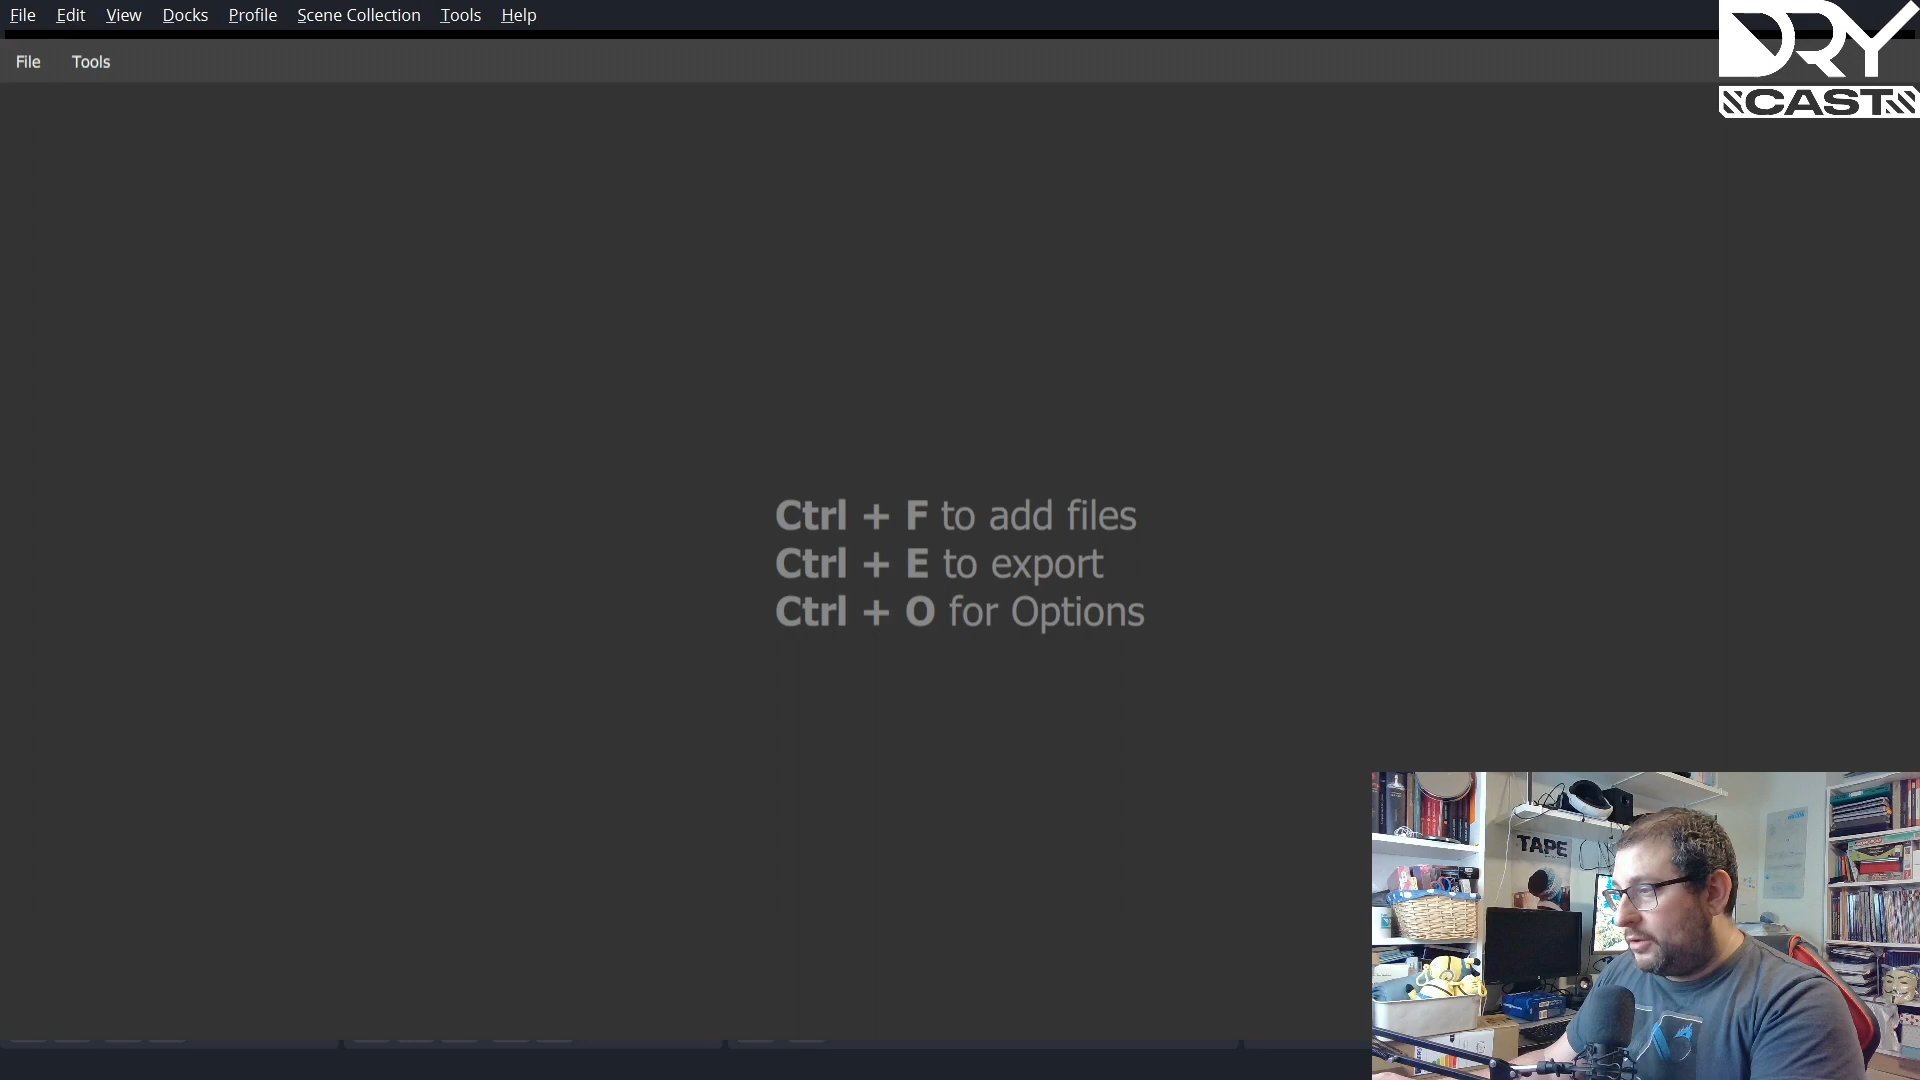 File Edit View Docks Profile Scene Collection Tools Help
File Tools
DRY
CAST
Ctrl + F to add files
Ctrl + E to export
Ctrl + O for Options
TAPE